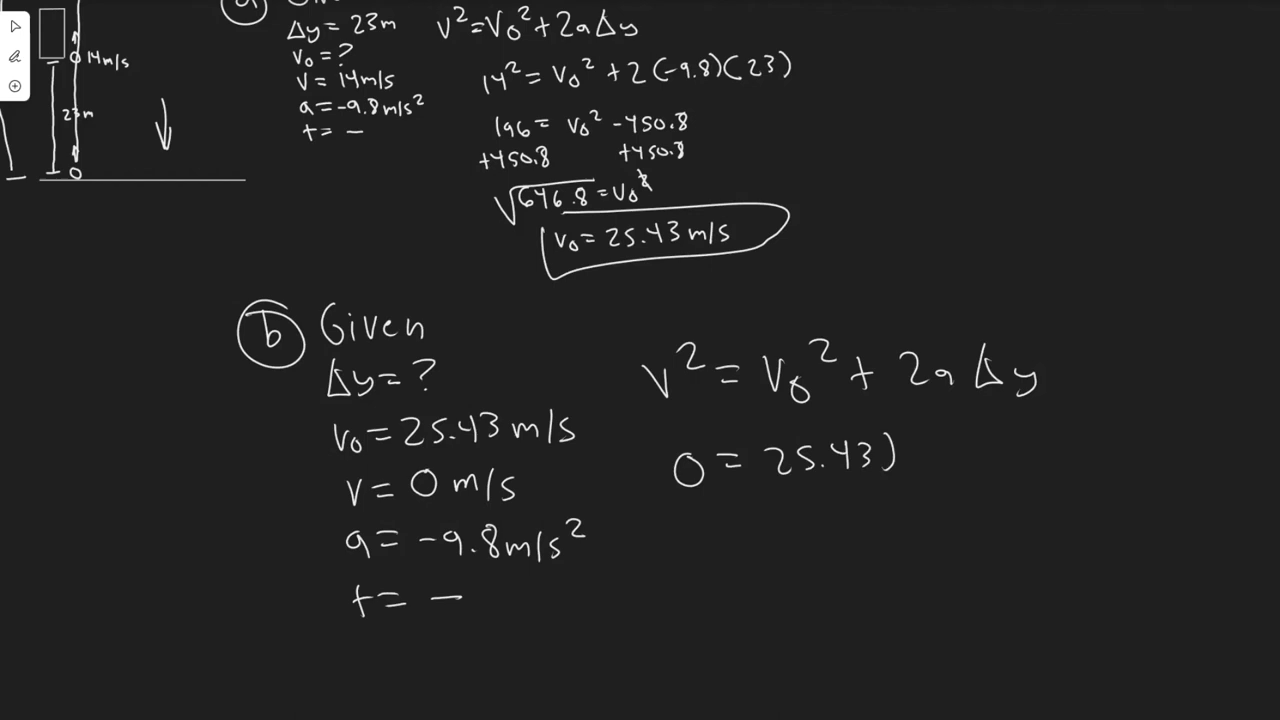 14m/s
23m
Δy = 23m
v₀ = ?
v = 14m/s
a = -9.8m/s²
t = —
v² = v₀² + 2aΔy
14² = v₀² + 2(-9.8)(23)
196 = v₀² - 450.8
+450.8 +450.8
√646.8 = v₀²
v₀ = 25.43 m/s
b Given
Δy = ?
v₀ = 25.43 m/s
v = 0 m/s
a = -9.8 m/s²
t = —
v² = v₀² + 2aΔy
0 = 25.43)